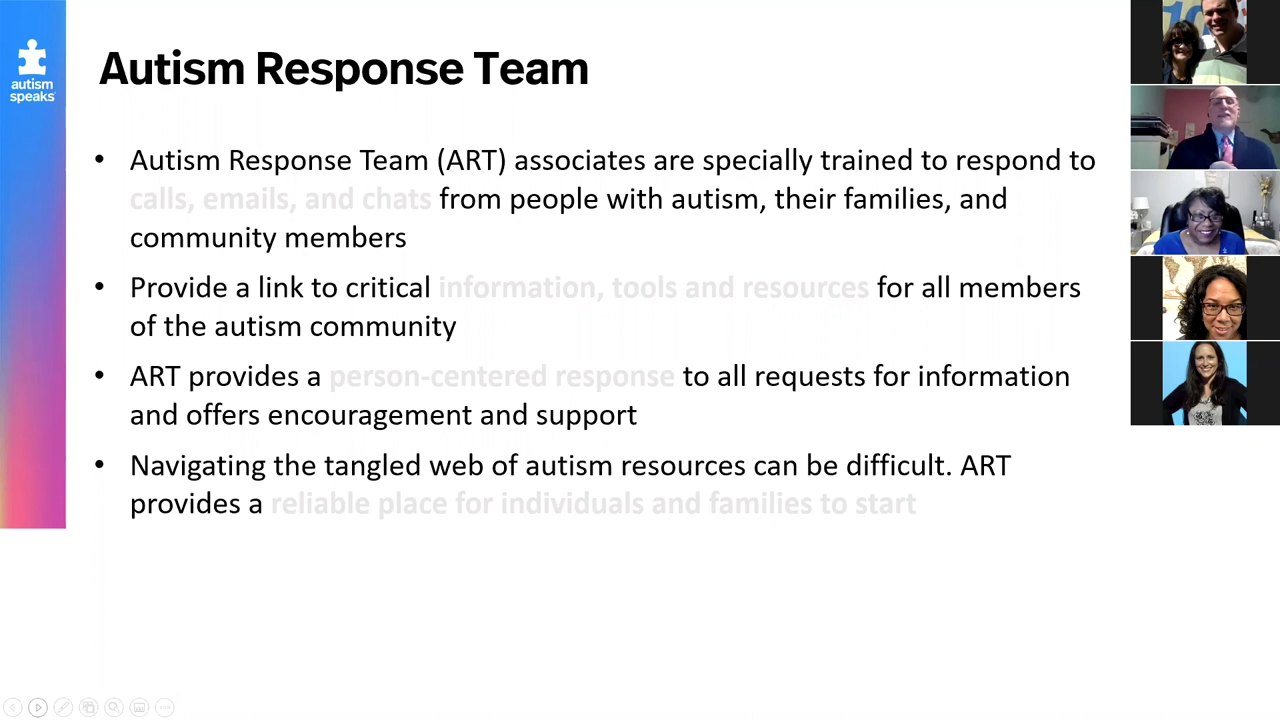 autism
speaks
Autism Response Team
• Autism Response Team (ART) associates are specially trained to respond to
calls, emails, and chats from people with autism, their families, and
community members
• Provide a link to critical information, tools and resources for all members
of the autism community
• ART provides a person-centered response to all requests for information
and offers encouragement and support
• Navigating the tangled web of autism resources can be difficult. ART
provides a reliable place for individuals and families to start